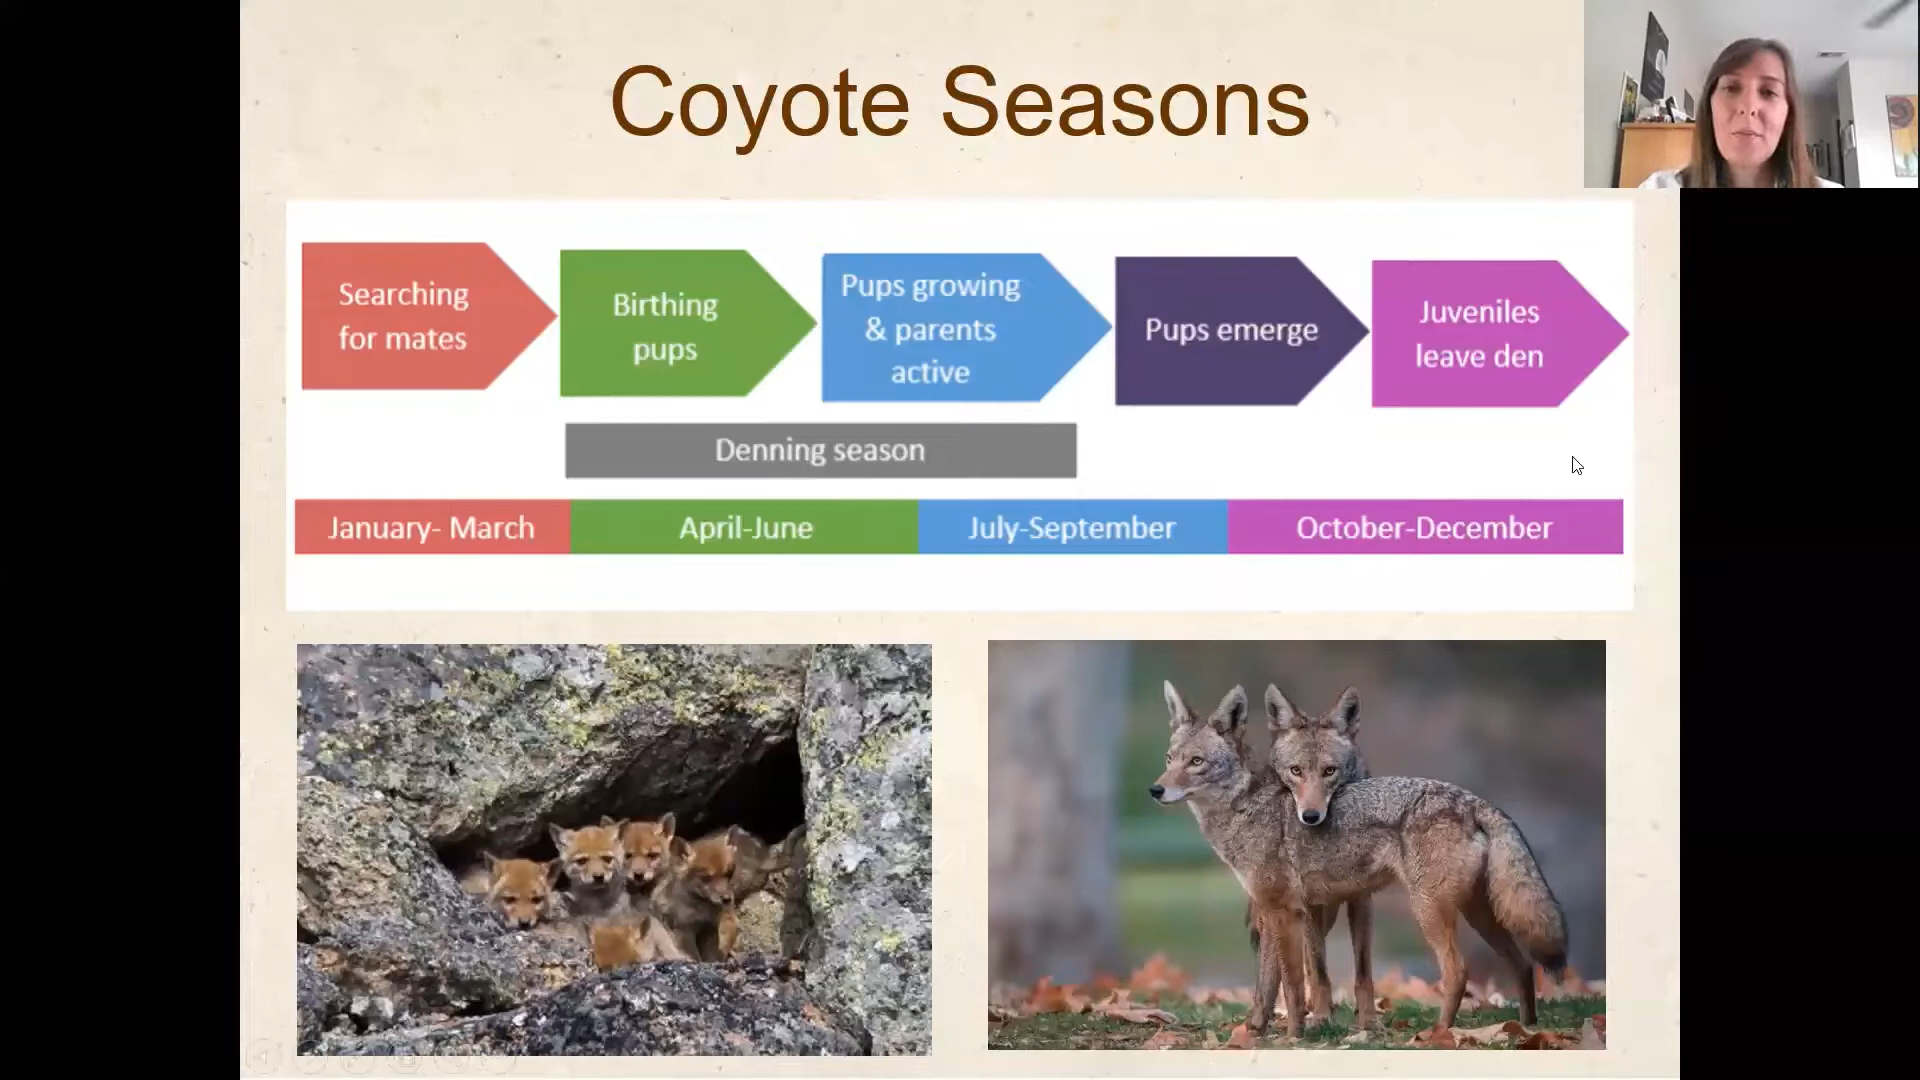 Coyote Seasons
Searching
for mates
Birthing
pups
Pups growing
& parents
active
Pups emerge
Juveniles
leave den
Denning season
January- March
April-June
July-September
October-December